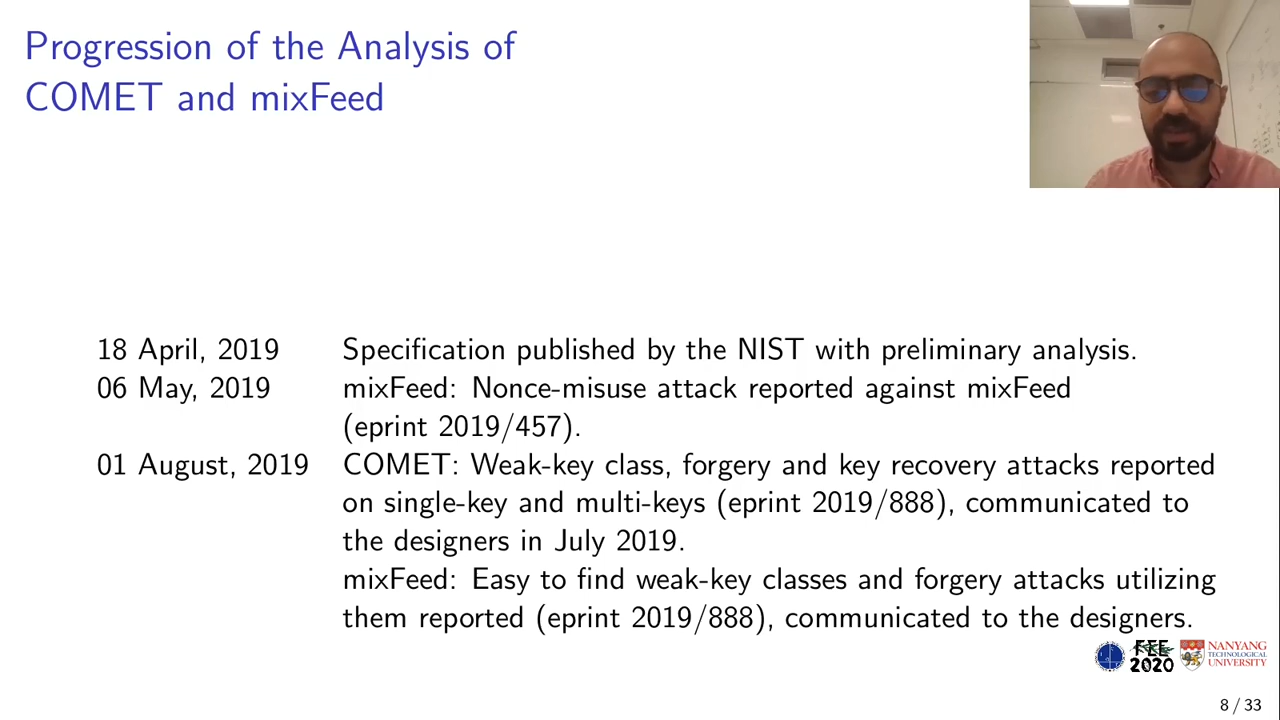 Progression of the Analysis of
COMET and mixFeed
18 April, 2019 Specification published by the NIST with preliminary analysis.
06 May, 2019 mixFeed: Nonce-misuse attack reported against mixFeed
(eprint 2019/457).
01 August, 2019 COMET: Weak-key class, forgery and key recovery attacks reported
on single-key and multi-keys (eprint 2019/888), communicated to
the designers in July 2019.
mixFeed: Easy to find weak-key classes and forgery attacks utilizing
them reported (eprint 2019/888), communicated to the designers.
2020
NANYANG
TECHNOLOGICAL
UNIVERSITY
8 / 33